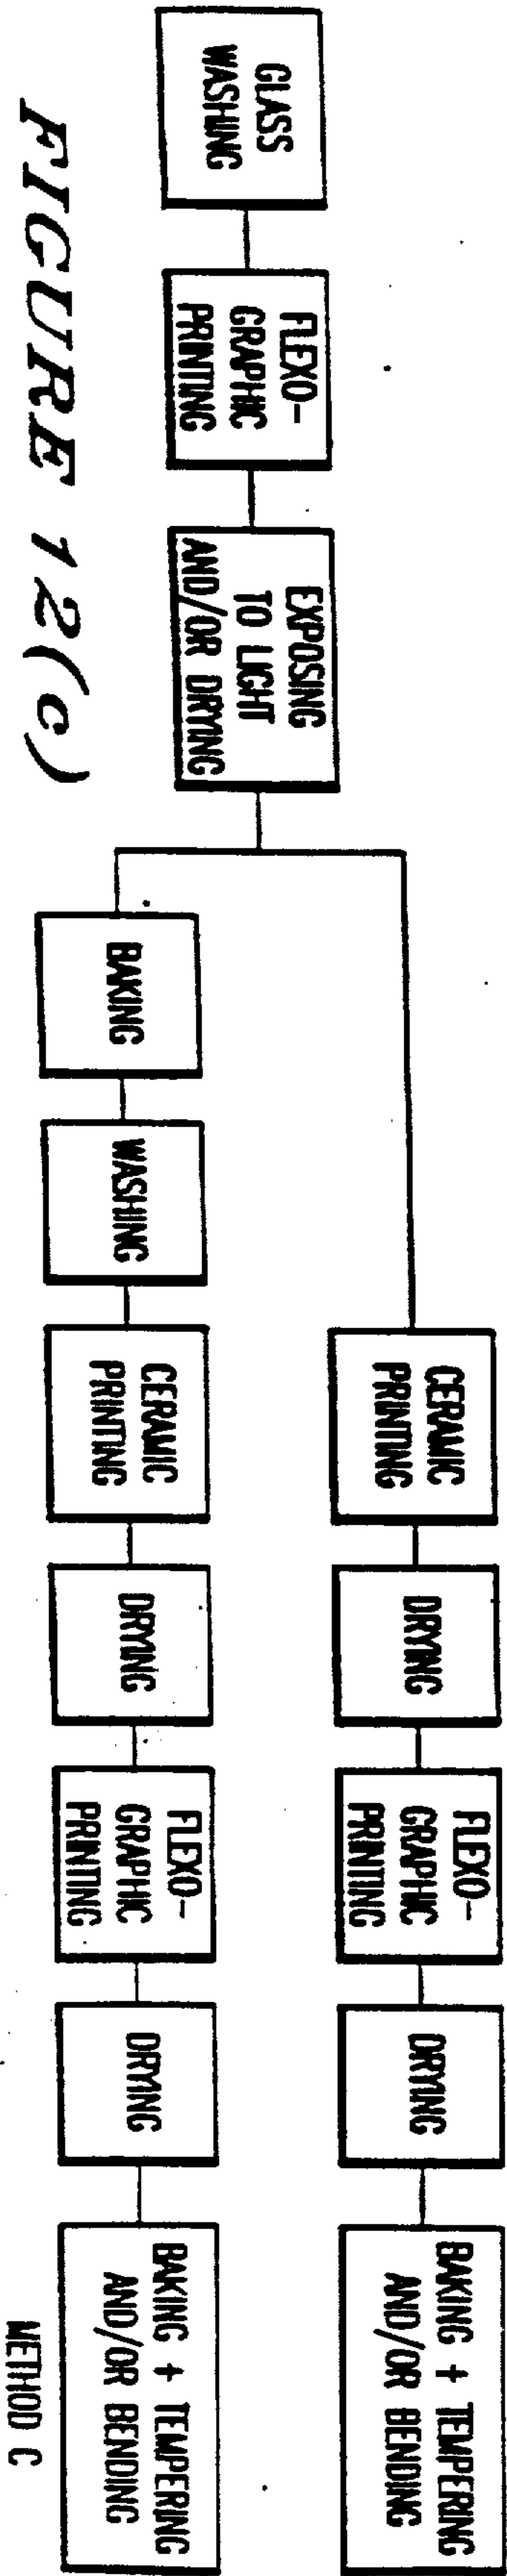 GLASS
WASHING
FLEXO-
GRAPHIC
PRINTING
EXPOSING
TO LIGHT
AND/OR DRYING
CERAMIC
PRINTING
DRYING
FLEXO-
GRAPHIC
PRINTING
DRYING
BAKING + TEMPERING
AND/OR BENDING
BAKING
WASHING
CERAMIC
PRINTING
DRYING
FLEXO-
GRAPHIC
PRINTING
DRYING
BAKING + TEMPERING
AND/OR BENDING
METHOD C
FIGURE 12(c)